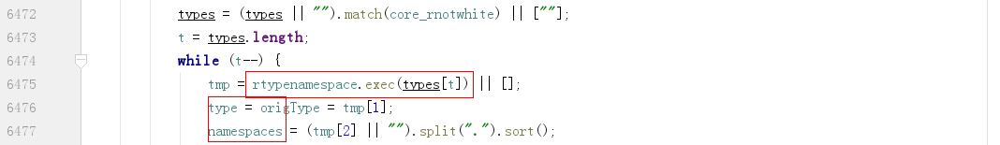 6472 types = (types || "").match(core_rnotwhite) || [""];
6473 t = types.length;
6474 while (t--) {
6475 tmp = rtypenamespace.exec(types[t]) || [];
6476 type = origType = tmp[1];
6477 namespaces = (tmp[2] || "").split(".").sort();